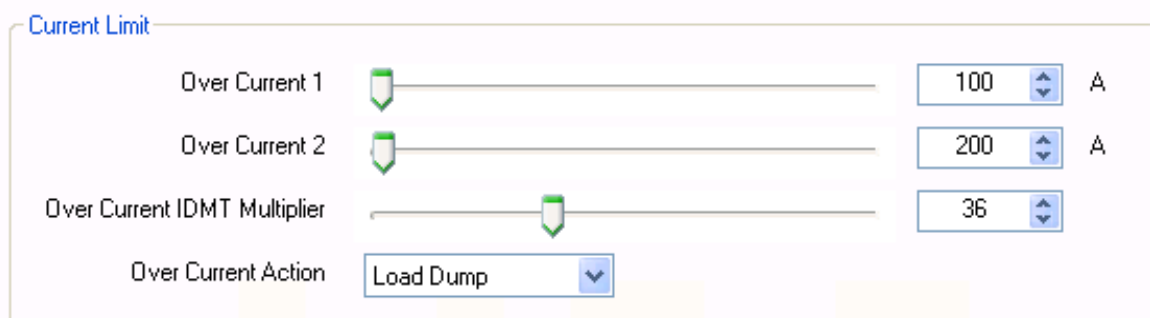 Current Limit
Over Current 1 100 A
Over Current 2 200 A
Over Current IDMT Multiplier 36
Over Current Action Load Dump